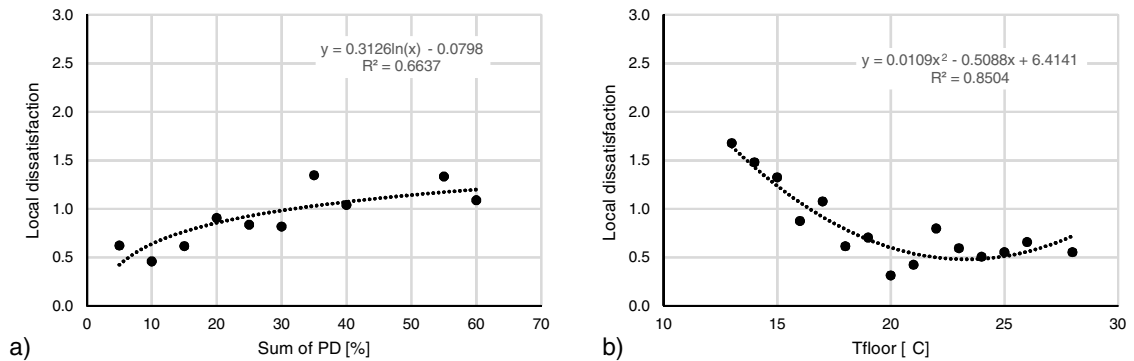 3.0
2.5
2.0
1.5
1.0
0.5
0.0
Local dissatisfaction
y = 0.3126ln(x) - 0.0798
R² = 0.6637
0 10 20 30 40 50 60 70
Sum of PD [%]
a)
3.0
2.5
2.0
1.5
1.0
0.5
0.0
Local dissatisfaction
y = 0.0109x² - 0.5088x + 6.4141
R² = 0.8504
10 15 20 25 30
Tfloor [ C]
b)